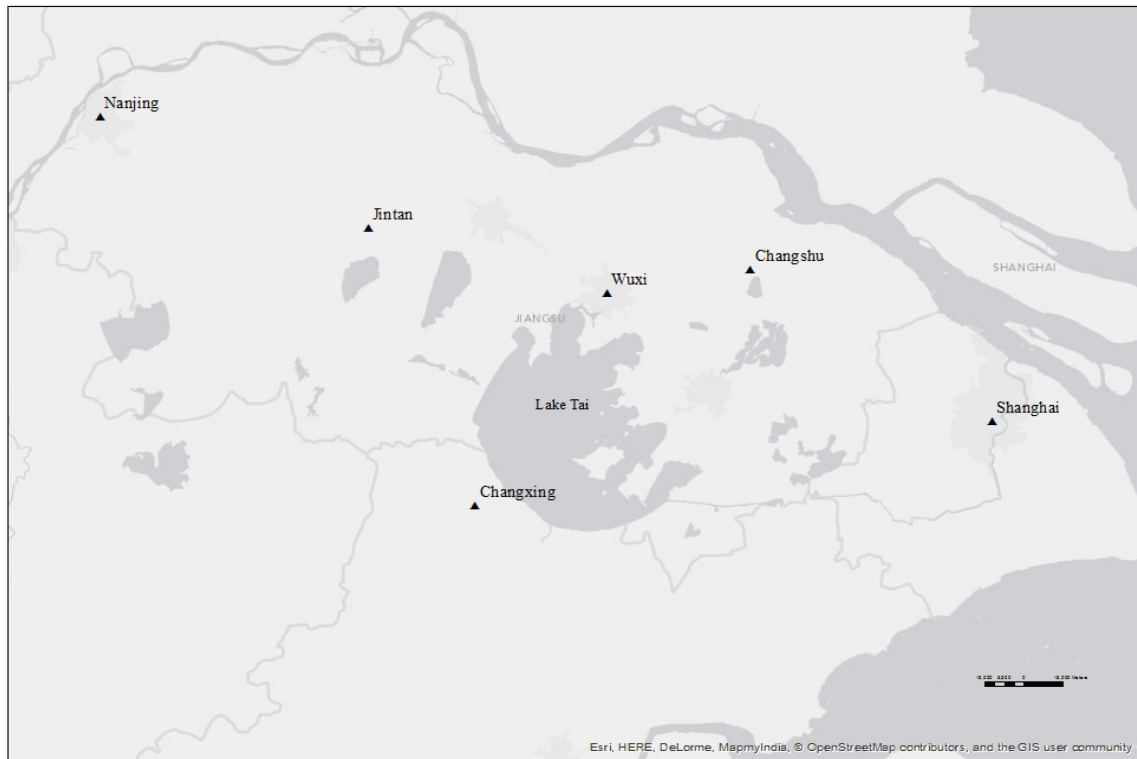 Nanjing
Jintan
Changshu
SHANGHAI
Wuxi
JIANGSU
Lake Tai
Shanghai
Changxing
Esri, HERE, DeLorme, MapmyIndia, © OpenStreetMap contributors, and the GIS user community